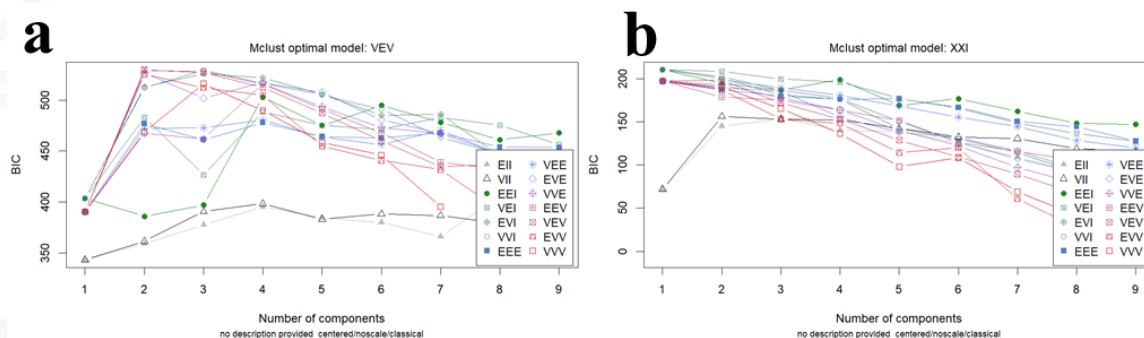 a
Mclust optimal model: VEV
BIC
500
450
400
350
EII
VII
EEI
VEI
EVI
VVI
EEE
VEE
EVE
VVE
EEV
VEV
EVV
VVV
1 2 3 4 5 6 7 8 9
Number of components
no description provided centered/noscale/classical
b
Mclust optimal model: XXI
BIC
200
150
100
50
0
EII
VII
EEI
VEI
EVI
VVI
EEE
VEE
EVE
VVE
EEV
VEV
EVV
VVV
1 2 3 4 5 6 7 8 9
Number of components
no description provided centered/noscale/classical